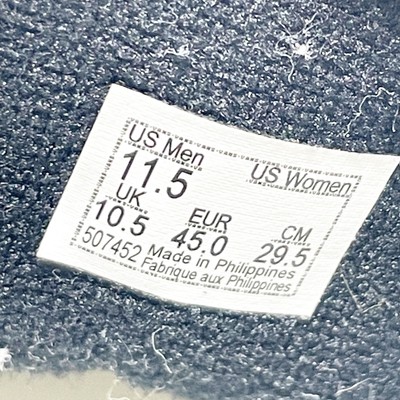 US Men US Women
11.5
UK EUR CM
10.5 45.0 29.5
507452 Made in Philippines
Fabrique aux Philippines